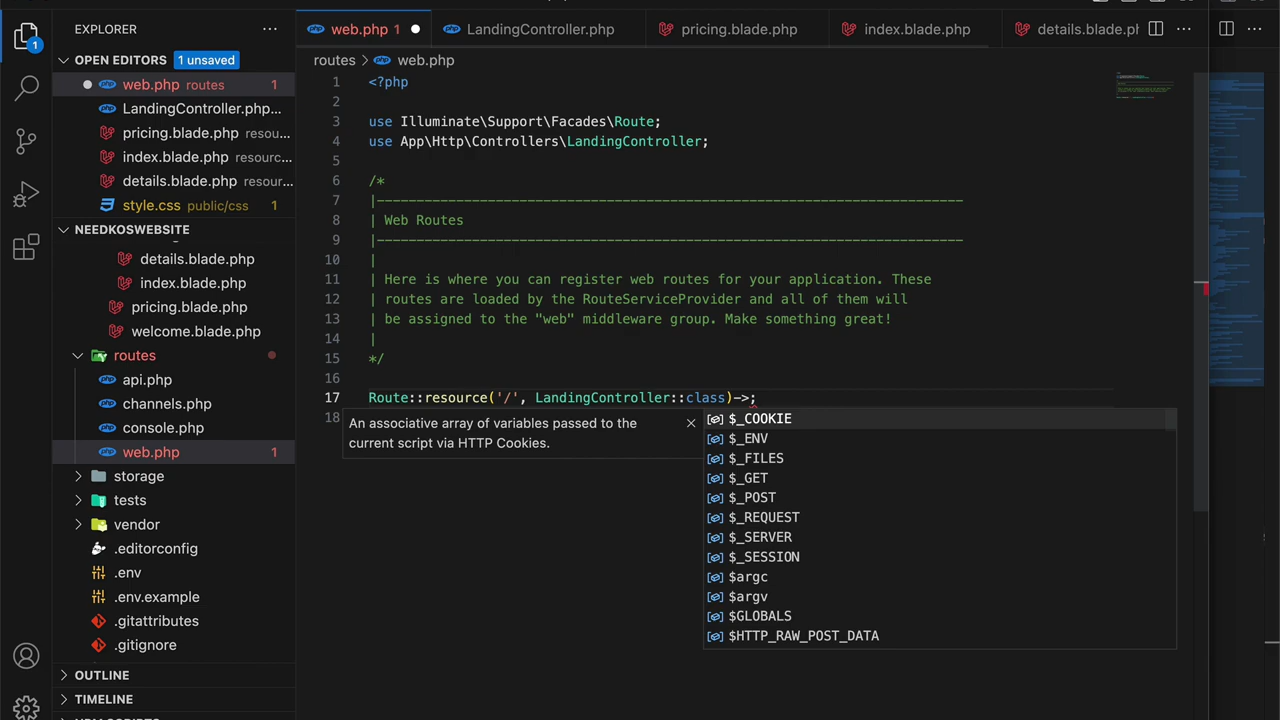 EXPLORER
OPEN EDITORS 1 unsaved
web.php routes 1
LandingController.php...
pricing.blade.php resou...
index.blade.php resourc...
details.blade.php resour...
style.css public/css 1
NEEDKOSWEBSITE
details.blade.php
index.blade.php
pricing.blade.php
welcome.blade.php
routes
api.php
channels.php
console.php
web.php 1
storage
tests
vendor
.editorconfig
.env
.env.example
.gitattributes
.gitignore
OUTLINE
TIMELINE
1
web.php 1
LandingController.php
pricing.blade.php
index.blade.php
details.blade.ph
routes > web.php
1 <?php
2
3 use Illuminate\Support\Facades\Route;
4 use App\Http\Controllers\LandingController;
5
6 /*
7 |--------------------------------------------------------------------------
8 | Web Routes
9 |--------------------------------------------------------------------------
10 |
11 | Here is where you can register web routes for your application. These
12 | routes are loaded by the RouteServiceProvider and all of them will
13 | be assigned to the "web" middleware group. Make something great!
14 |
15 */
16
17 Route::resource('/', LandingController::class)->;
18
An associative array of variables passed to the
current script via HTTP Cookies.
$_COOKIE
$_ENV
$_FILES
$_GET
$_POST
$_REQUEST
$_SERVER
$_SESSION
$argc
$argv
$GLOBALS
$HTTP_RAW_POST_DATA